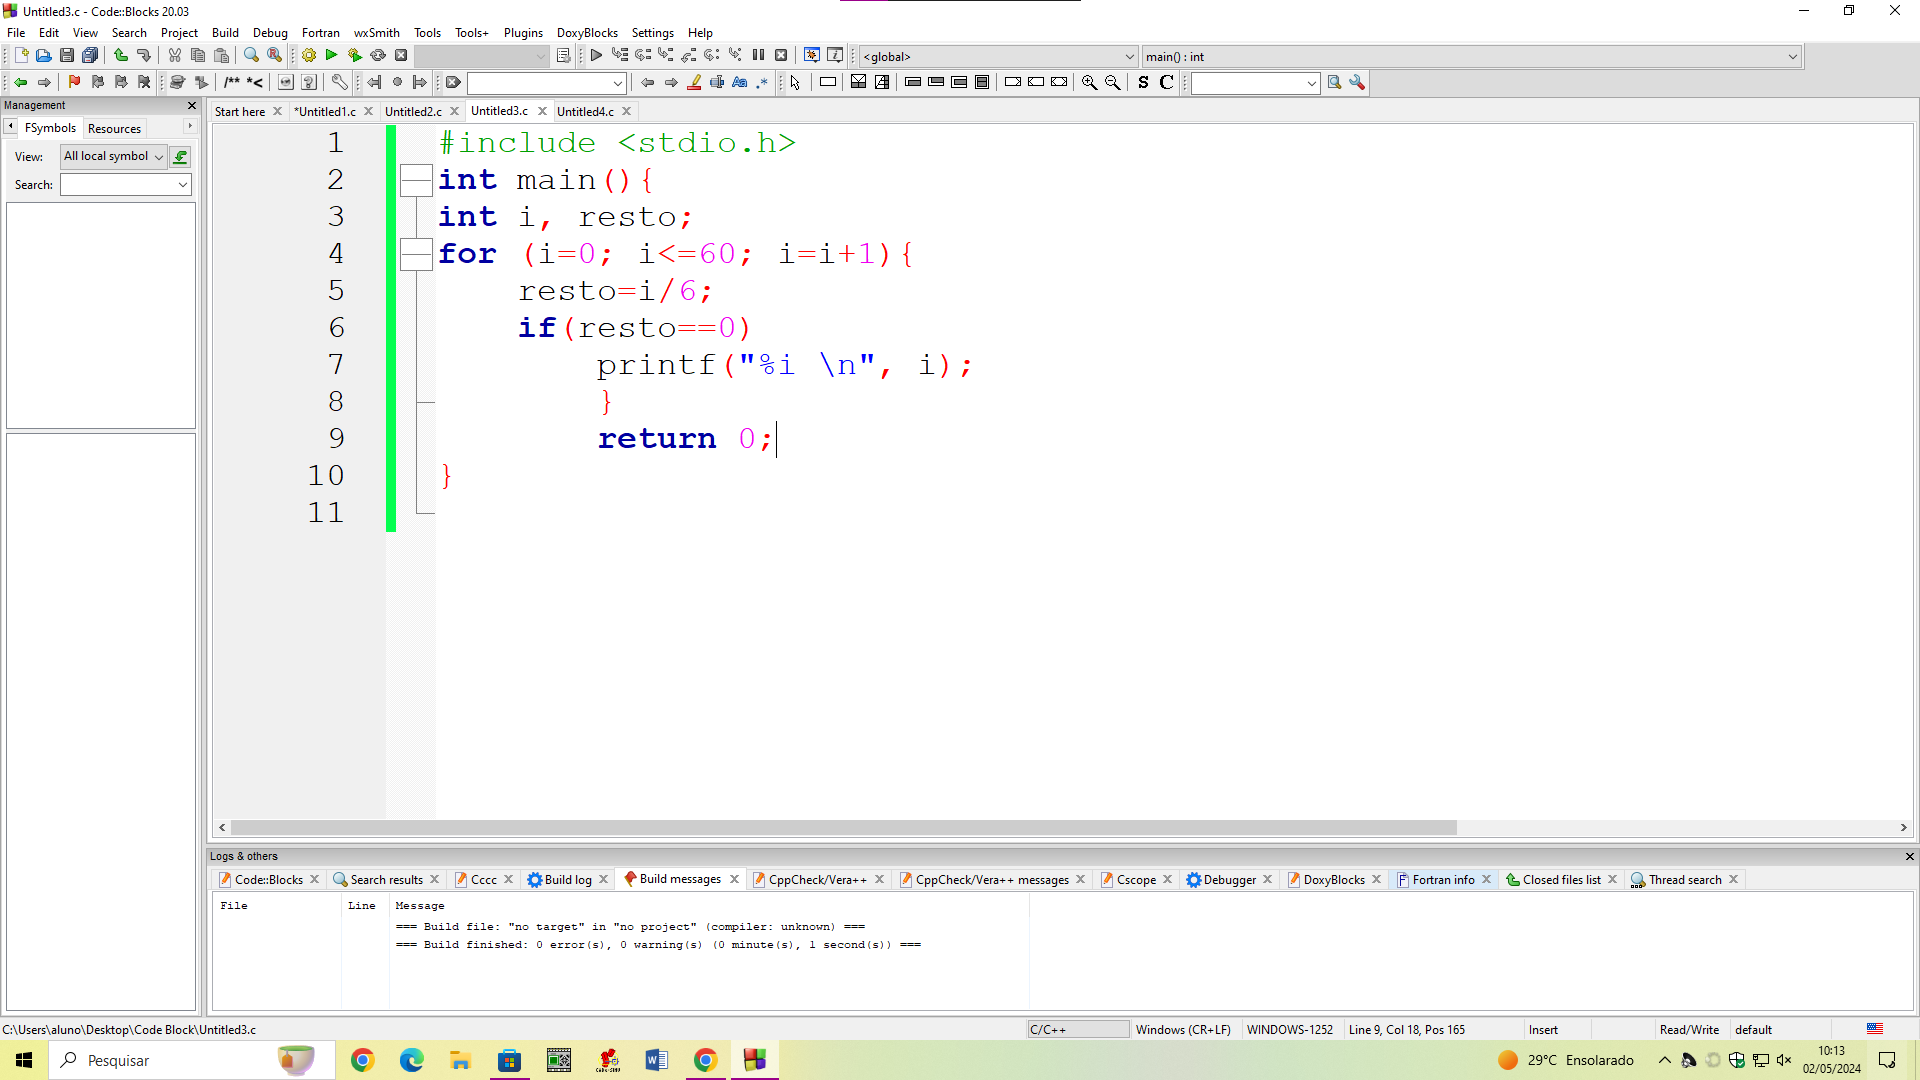 Untitled3.c - Code::Blocks 20.03
File Edit View Search Project Build Debug Fortran wxSmith Tools Tools+ Plugins DoxyBlocks Settings Help
<global> main() : int
/** *< Aa .* S C
Management
FSymbols Resources
View: All local symbol
Search:
Start here *Untitled1.c Untitled2.c Untitled3.c Untitled4.c
1 #include <stdio.h>
2 int main(){
3 int i, resto;
4 for (i=0; i<=60; i=i+1){
5 resto=i/6;
6 if(resto==0)
7 printf("%i \n", i);
8 }
9 return 0;
10 }
11
Logs & others
Code::Blocks Search results Cccc Build log Build messages CppCheck/Vera++ CppCheck/Vera++ messages Cscope Debugger DoxyBlocks Fortran info Closed files list Thread search
File Line Message
=== Build file: "no target" in "no project" (compiler: unknown) ===
=== Build finished: 0 error(s), 0 warning(s) (0 minute(s), 1 second(s)) ===
C:\Users\aluno\Desktop\Code Block\Untitled3.c C/C++ Windows (CR+LF) WINDOWS-1252 Line 9, Col 18, Pos 165 Insert Read/Write default
Pesquisar 29°C Ensolarado 10:13
02/05/2024